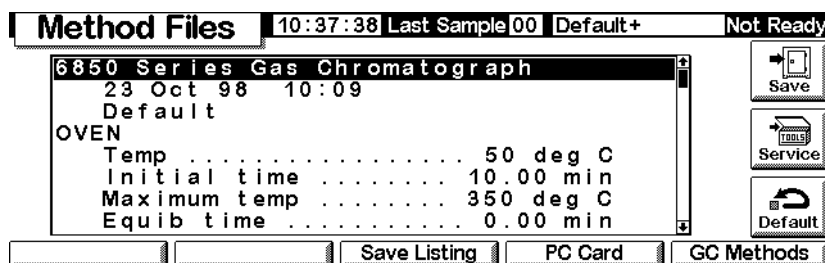 Method Files 10:37:38 Last Sample 00 Default+ Not Ready
6850 Series Gas Chromatograph
23 Oct 98 10:09
Default
OVEN
Temp .................. 50 deg C
Initial time ........ 10.00 min
Maximum temp ........ 350 deg C
Equib time ........... 0.00 min
Save
TOOLS
Service
Default
Save Listing PC Card GC Methods